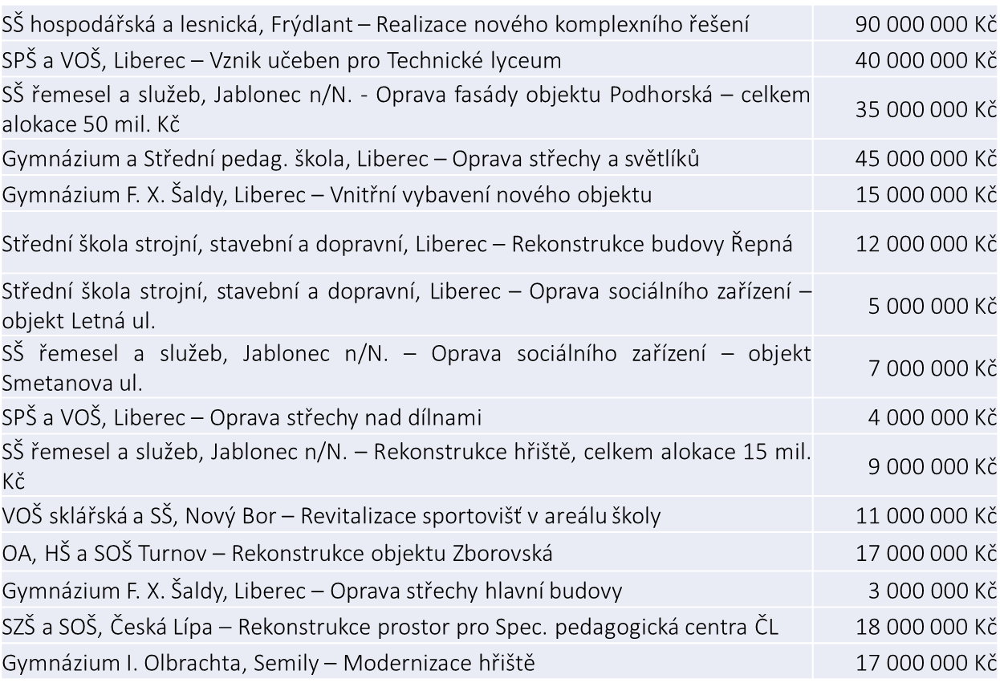 SŠ hospodářská a lesnická, Frýdlant – Realizace nového komplexního řešení 90 000 000 Kč
SPŠ a VOŠ, Liberec – Vznik učeben pro Technické lyceum 40 000 000 Kč
SŠ řemesel a služeb, Jablonec n/N. - Oprava fasády objektu Podhorská – celkem
alokace 50 mil. Kč
35 000 000 Kč
Gymnázium a Střední pedag. škola, Liberec – Oprava střechy a světlíků 45 000 000 Kč
Gymnázium F. X. Šaldy, Liberec – Vnitřní vybavení nového objektu 15 000 000 Kč
Střední škola strojní, stavební a dopravní, Liberec – Rekonstrukce budovy Řepná 12 000 000 Kč
Střední škola strojní, stavební a dopravní, Liberec – Oprava sociálního zařízení –
objekt Letná ul.
5 000 000 Kč
SŠ řemesel a služeb, Jablonec n/N. – Oprava sociálního zařízení – objekt
Smetanova ul.
7 000 000 Kč
SPŠ a VOŠ, Liberec – Oprava střechy nad dílnami 4 000 000 Kč
SŠ řemesel a služeb, Jablonec n/N. – Rekonstrukce hřiště, celkem alokace 15 mil.
Kč
9 000 000 Kč
VOŠ sklářská a SŠ, Nový Bor – Revitalizace sportovišť v areálu školy 11 000 000 Kč
OA, HŠ a SOŠ Turnov – Rekonstrukce objektu Zborovská 17 000 000 Kč
Gymnázium F. X. Šaldy, Liberec – Oprava střechy hlavní budovy 3 000 000 Kč
SZŠ a SOŠ, Česká Lípa – Rekonstrukce prostor pro Spec. pedagogická centra ČL 18 000 000 Kč
Gymnázium I. Olbrachta, Semily – Modernizace hřiště 17 000 000 Kč